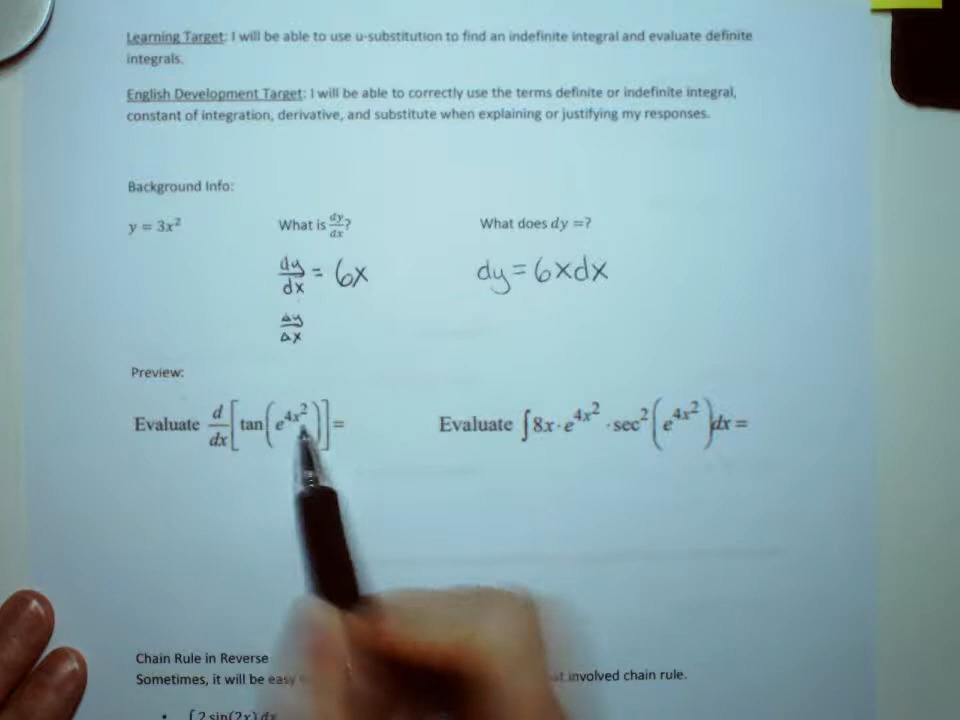 Learning Target: I will be able to use u-substitution to find an indefinite integral and evaluate definite
integrals.
English Development Target: I will be able to correctly use the terms definite or indefinite integral,
constant of integration, derivative, and substitute when explaining or justifying my responses.
Background Info:
y = 3x² What is dy/dx? What does dy =?
dy/dx = 6x dy = 6xdx
Δy/Δx
Preview:
Evaluate d/dx[tan(e^{4x²})] = Evaluate ∫8x·e^{4x²}·sec²(e^{4x²})dx =
Chain Rule in Reverse
Sometimes, it will be easy involved chain rule.
• ∫2 sin(2x) dx